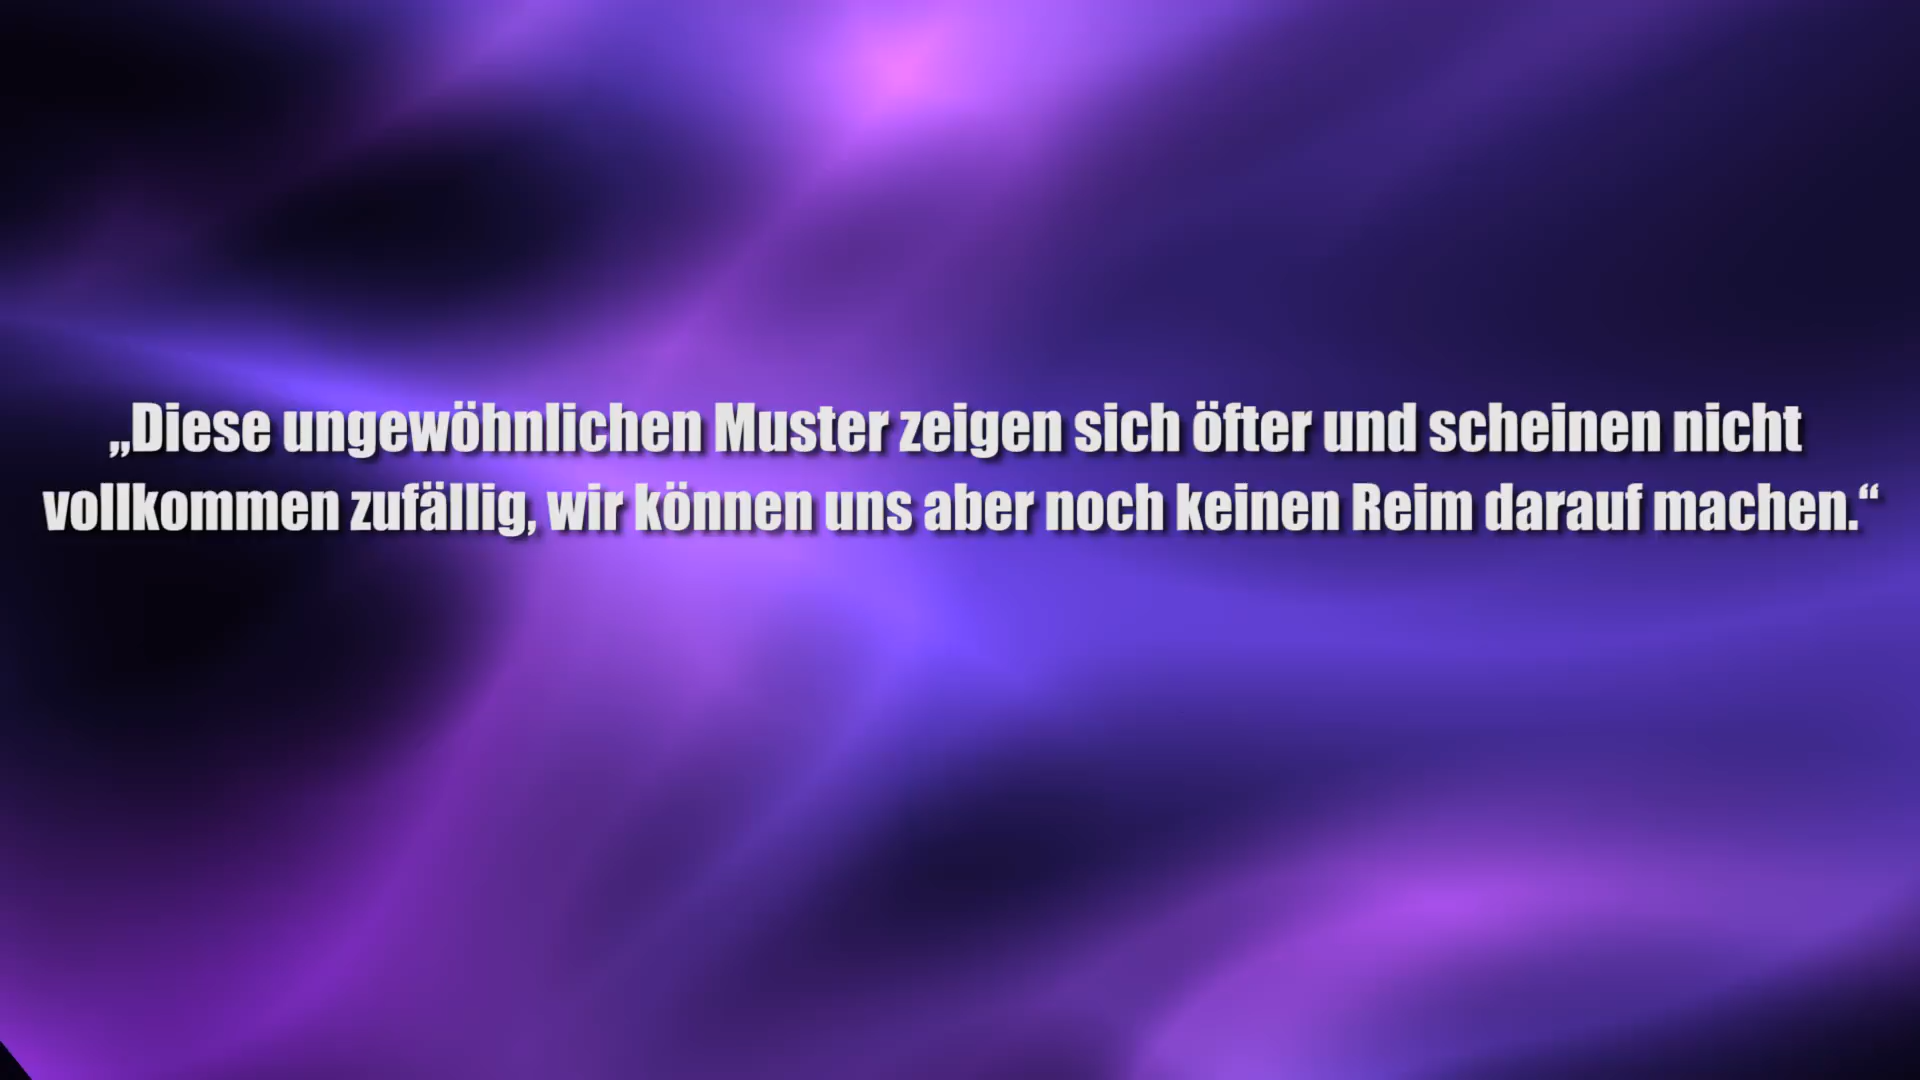 „Diese ungewöhnlichen Muster zeigen sich öfter und scheinen nicht
vollkommen zufällig, wir können uns aber noch keinen Reim darauf machen.“